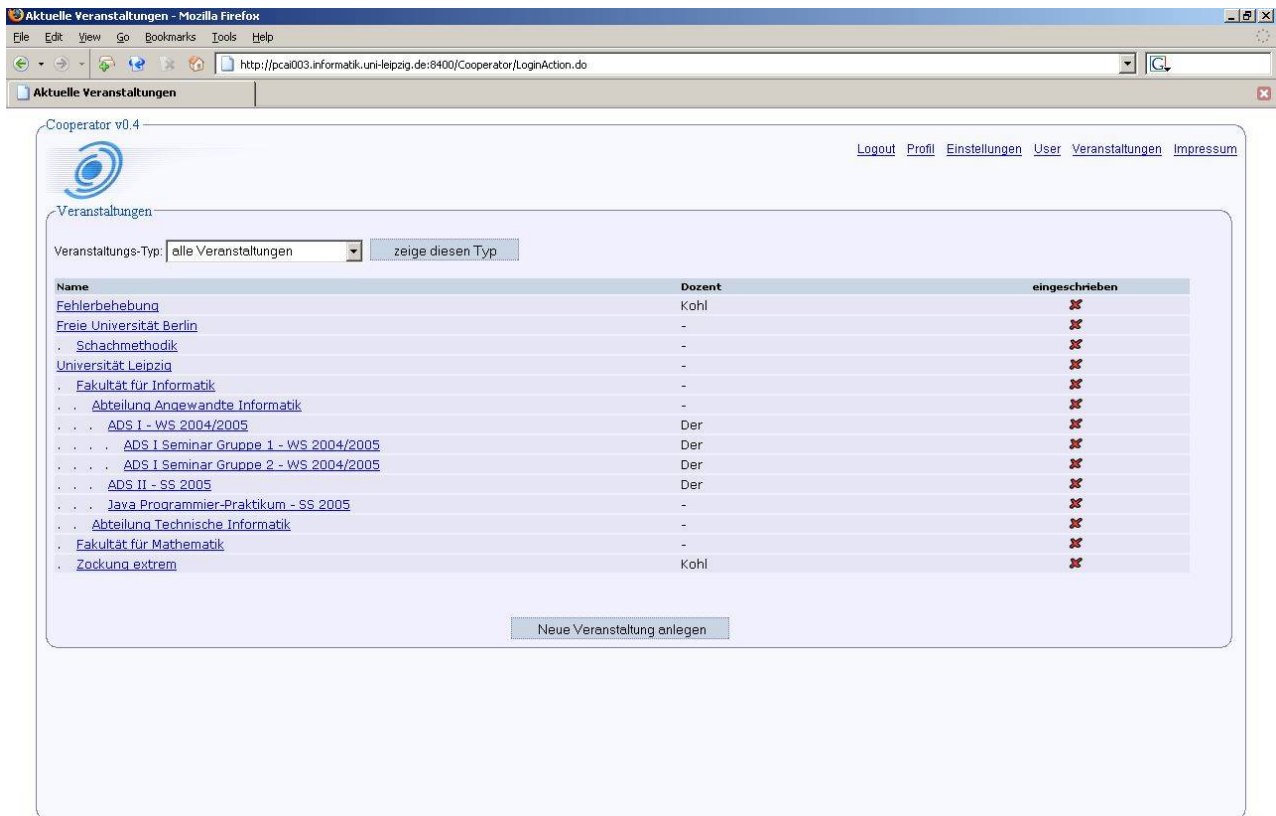 Aktuelle Veranstaltungen - Mozilla Firefox
File Edit View Go Bookmarks Tools Help
http://pcai003.informatik.uni-leipzig.de:8400/Cooperator/LoginAction.do
Aktuelle Veranstaltungen
Cooperator v0.4
Logout Profil Einstellungen User Veranstaltungen Impressum
Veranstaltungen
Veranstaltungs-Typ: alle Veranstaltungen zeige diesen Typ
Name Dozent eingeschrieben
Fehlerbehebung Kohl
Freie Universität Berlin -
. Schachmethodik -
Universität Leipzig -
. Fakultät für Informatik -
. . Abteilung Angewandte Informatik -
. . . ADS I - WS 2004/2005 Der
. . . . ADS I Seminar Gruppe 1 - WS 2004/2005 Der
. . . . ADS I Seminar Gruppe 2 - WS 2004/2005 Der
. . . ADS II - SS 2005 Der
. . . Java Programmier-Praktikum - SS 2005 -
. . Abteilung Technische Informatik -
. Fakultät für Mathematik -
. Zockung extrem Kohl
Neue Veranstaltung anlegen